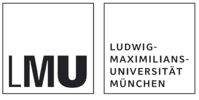 LMU
LUDWIG-
MAXIMILIANS-
UNIVERSITÄT
MÜNCHEN